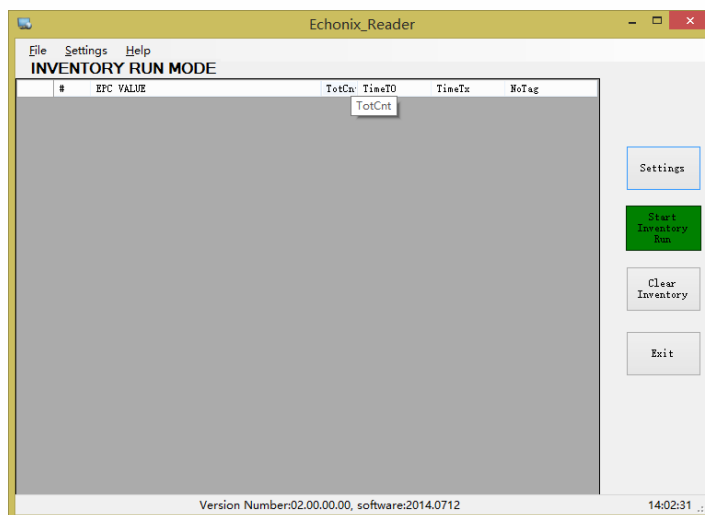 Echonix_Reader
File Settings Help
INVENTORY RUN MODE
# EPC VALUE TotCn TimeTO TimeTx NoTag
TotCnt
Settings
Start
Inventory
Run
Clear
Inventory
Exit
Version Number:02.00.00.00, software:2014.0712 14:02:31